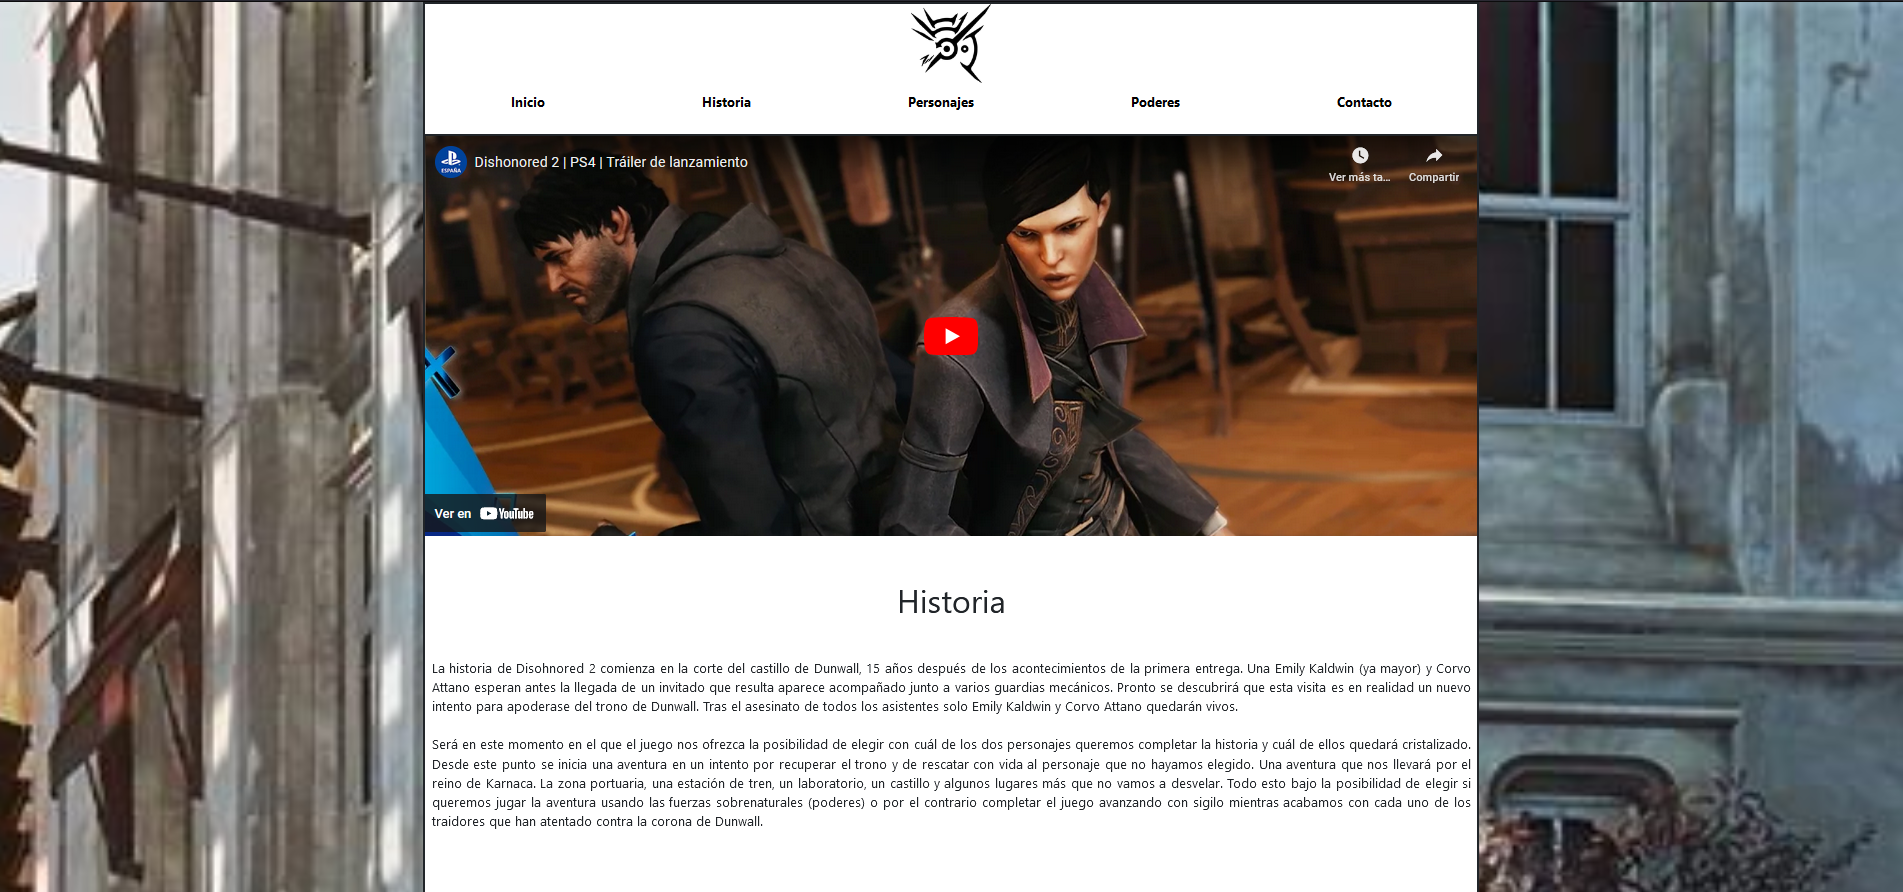 Inicio Historia Personajes Poderes Contacto
ESPAÑA
Dishonored 2 | PS4 | Tráiler de lanzamiento
Ver más ta... Compartir
Ver en YouTube
Historia
La historia de Disohnored 2 comienza en la corte del castillo de Dunwall, 15 años después de los acontecimientos de la primera entrega. Una Emily Kaldwin (ya mayor) y Corvo
Attano esperan antes la llegada de un invitado que resulta aparece acompañado junto a varios guardias mecánicos. Pronto se descubrirá que esta visita es en realidad un nuevo
intento para apoderase del trono de Dunwall. Tras el asesinato de todos los asistentes solo Emily Kaldwin y Corvo Attano quedarán vivos.
Será en este momento en el que el juego nos ofrezca la posibilidad de elegir con cuál de los dos personajes queremos completar la historia y cuál de ellos quedará cristalizado.
Desde este punto se inicia una aventura en un intento por recuperar el trono y de rescatar con vida al personaje que no hayamos elegido. Una aventura que nos llevará por el
reino de Karnaca. La zona portuaria, una estación de tren, un laboratorio, un castillo y algunos lugares más que no vamos a desvelar. Todo esto bajo la posibilidad de elegir si
queremos jugar la aventura usando las fuerzas sobrenaturales (poderes) o por el contrario completar el juego avanzando con sigilo mientras acabamos con cada uno de los
traidores que han atentado contra la corona de Dunwall.